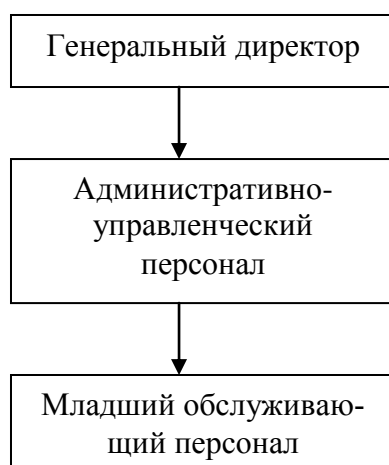 Генеральный директор
Административно-
управленческий
персонал
Младший обслуживаю-
щий персонал